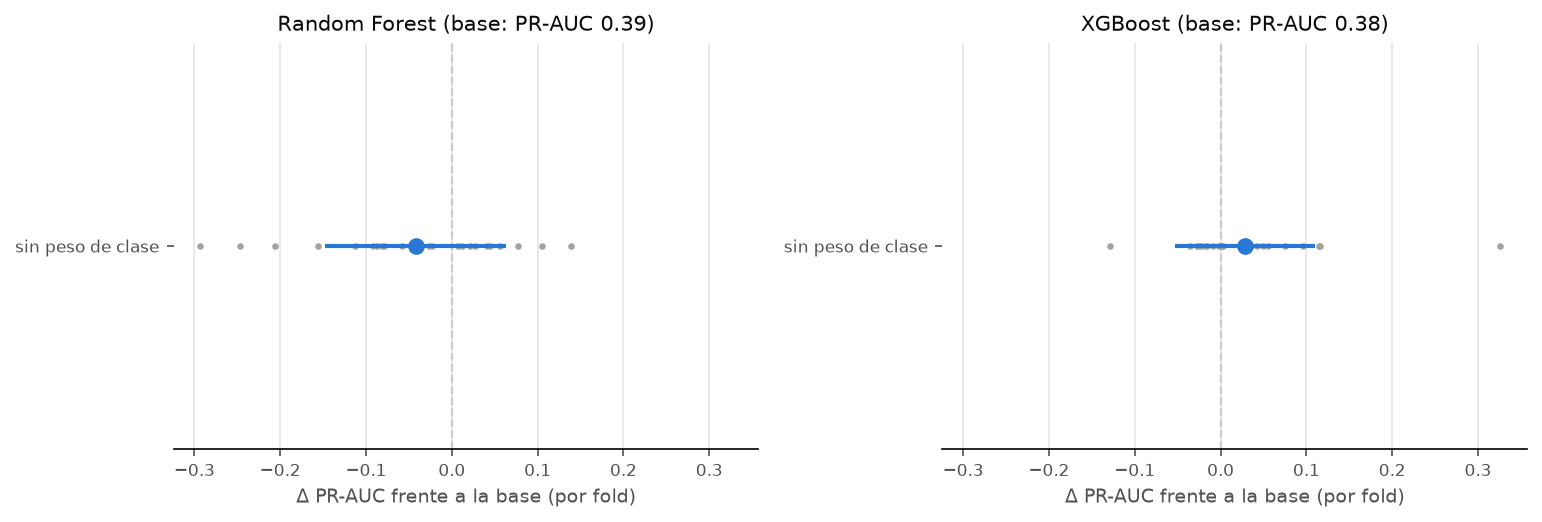 Random Forest (base: PR-AUC 0.39)
sin peso de clase
−0.3 −0.2 −0.1 0.0 0.1 0.2 0.3
Δ PR-AUC frente a la base (por fold)
XGBoost (base: PR-AUC 0.38)
sin peso de clase
−0.3 −0.2 −0.1 0.0 0.1 0.2 0.3
Δ PR-AUC frente a la base (por fold)